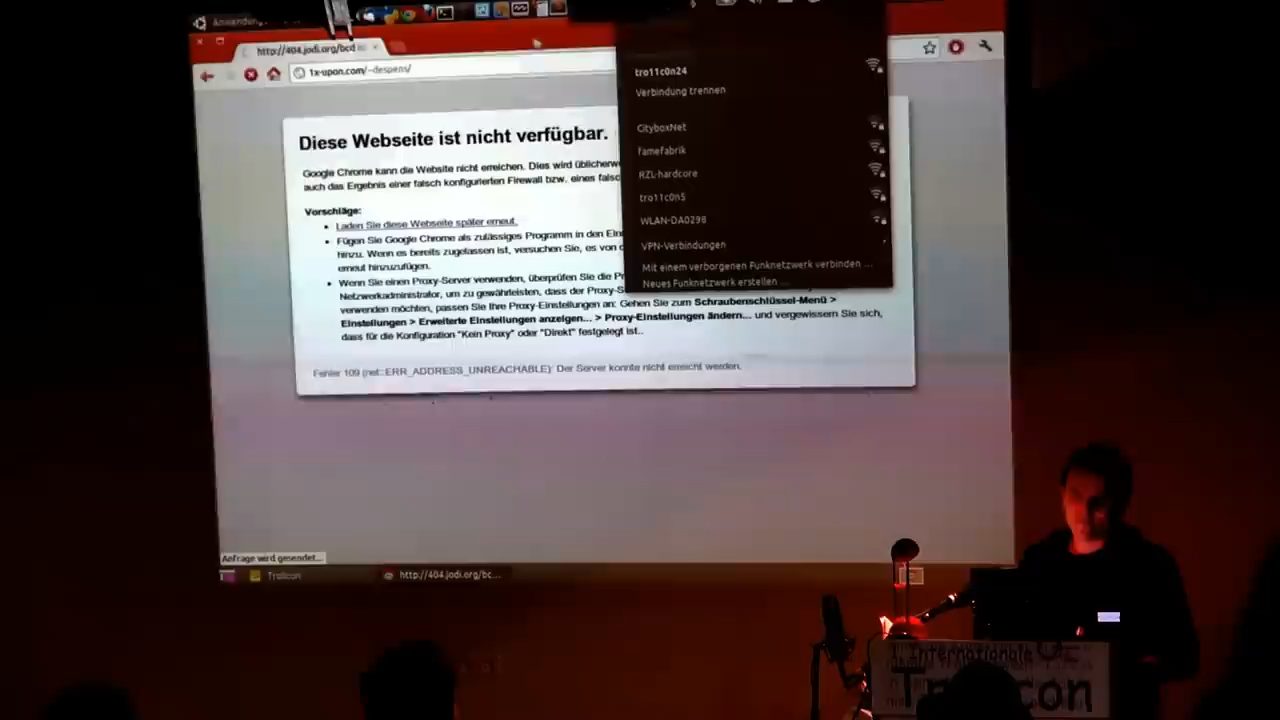 Anwendung
http://404.jodi.org/bcd
1x-upon.com/~despens/
tro11c0n24
Verbindung trennen
CityboxNet
famefabrik
RZL-hardcore
tro11c0n5
WLAN-DA0298
VPN-Verbindungen
Mit einem verborgenen Funknetzwerk verbinden ...
Neues Funknetzwerk erstellen ...
Diese Webseite ist nicht verfügbar.
Google Chrome kann die Website nicht erreichen. Dies wird üblicherwe
auch das Ergebnis einer falsch konfigurierten Firewall bzw. eines falsc
Vorschläge:
Laden Sie diese Webseite später erneut.
Fügen Sie Google Chrome als zulässiges Programm in den Ein
hinzu. Wenn es bereits zugelassen ist, versuchen Sie, es von d
erneut hinzuzufügen.
Wenn Sie einen Proxy-Server verwenden, überprüfen Sie die Pr
Netzwerkadministrator, um zu gewährleisten, dass der Proxy-S
verwenden möchten, passen Sie Ihre Proxy-Einstellungen an: Gehen Sie zum Schraubenschlüssel-Menü >
Einstellungen > Erweiterte Einstellungen anzeigen... > Proxy-Einstellungen ändern... und vergewissern Sie sich,
dass für die Konfiguration "Kein Proxy" oder "Direkt" festgelegt ist..
Fehler 109 (net::ERR_ADDRESS_UNREACHABLE): Der Server konnte nicht erreicht werden.
Anfrage wird gesendet...
Trollcon
http://404.jodi.org/bc...
1. Internationale
Trollcon